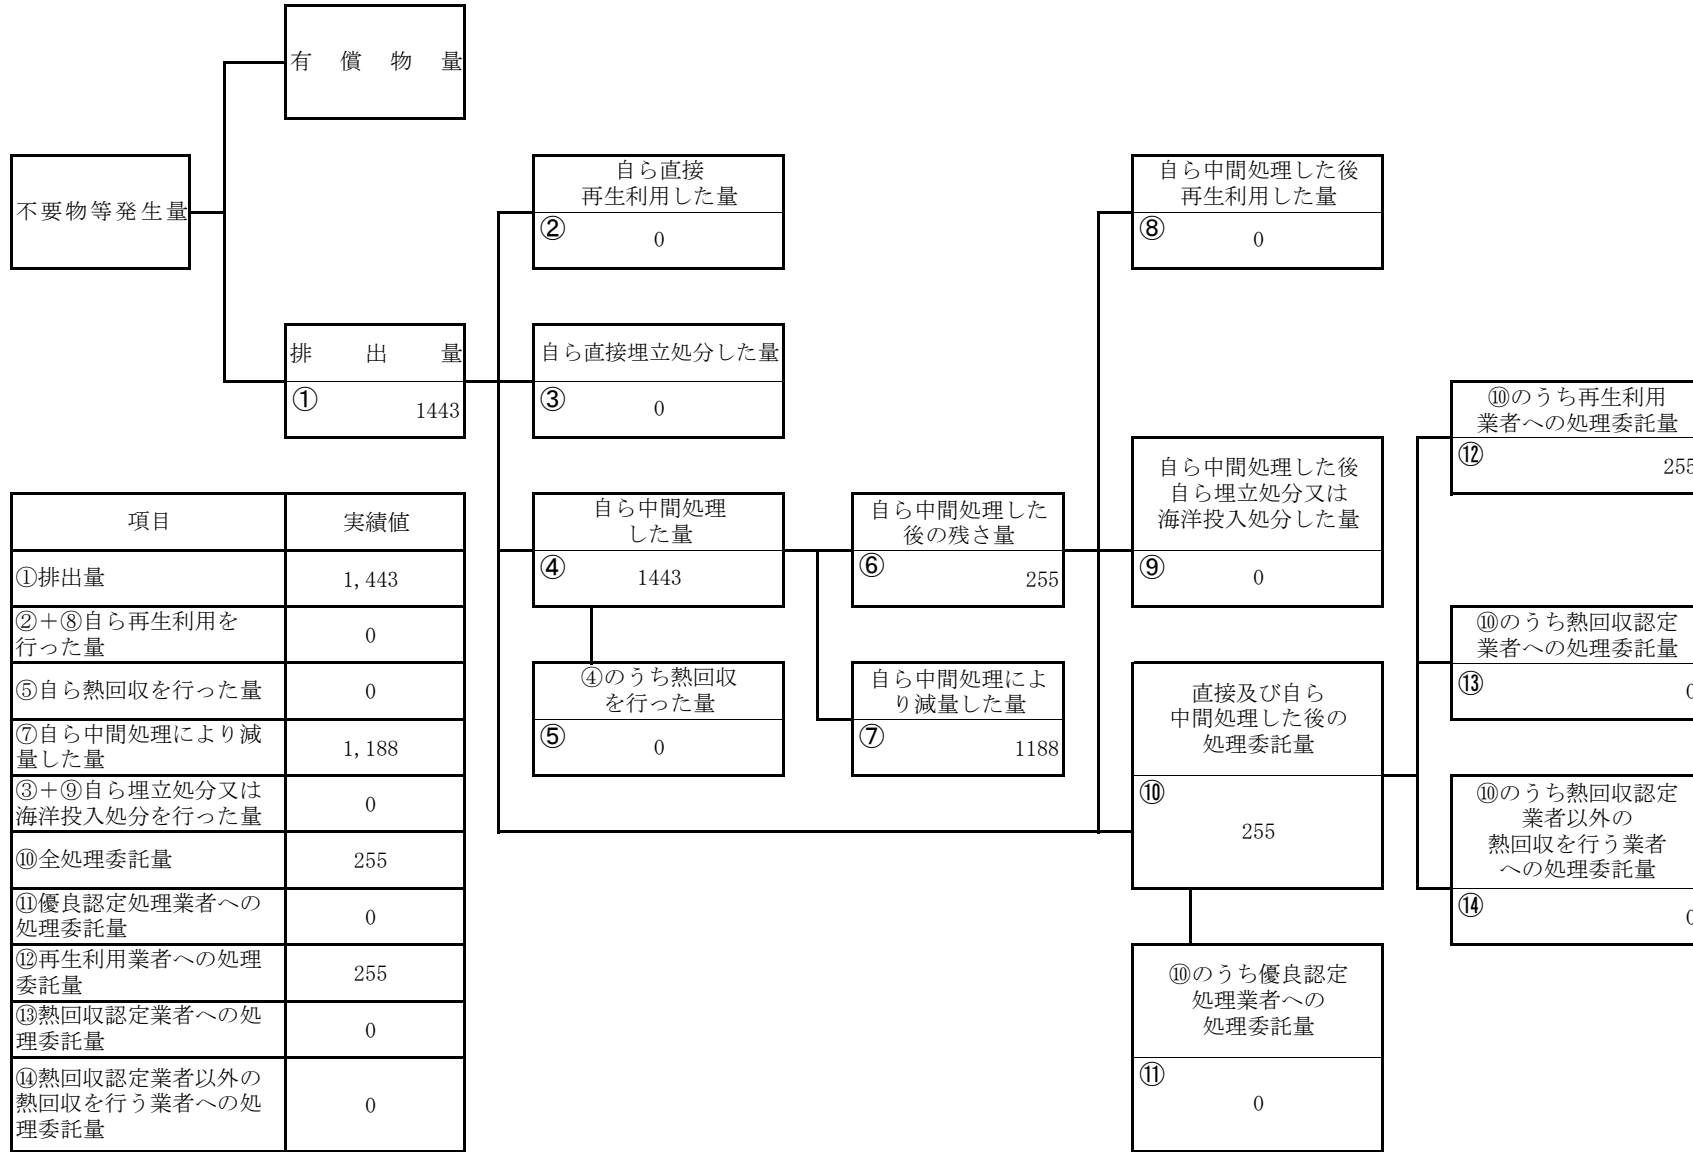 有償物量
不要物等発生量
排出量
① 1443
自ら直接
再生利用した量
② 0
自ら直接埋立処分した量
③ 0
自ら中間処理
した量
④ 1443
④のうち熱回収
を行った量
⑤ 0
自ら中間処理した
後の残さ量
⑥ 255
自ら中間処理によ
り減量した量
⑦ 1188
自ら中間処理した後
再生利用した量
⑧ 0
自ら中間処理した後
自ら埋立処分又は
海洋投入処分した量
⑨ 0
直接及び自ら
中間処理した後の
処理委託量
⑩
255
⑩のうち優良認定
処理業者への
処理委託量
⑪
0
⑩のうち再生利用
業者への処理委託量
⑫ 255
⑩のうち熱回収認定
業者への処理委託量
⑬ 0
⑩のうち熱回収認定
業者以外の
熱回収を行う業者
への処理委託量
⑭ 0
項目 実績値
①排出量 1,443
②+⑧自ら再生利用を
行った量 0
⑤自ら熱回収を行った量 0
⑦自ら中間処理により減
量した量 1,188
③+⑨自ら埋立処分又は
海洋投入処分を行った量 0
⑩全処理委託量 255
⑪優良認定処理業者への
処理委託量 0
⑫再生利用業者への処理
委託量 255
⑬熱回収認定業者への処
理委託量 0
⑭熱回収認定業者以外の
熱回収を行う業者への処
理委託量 0